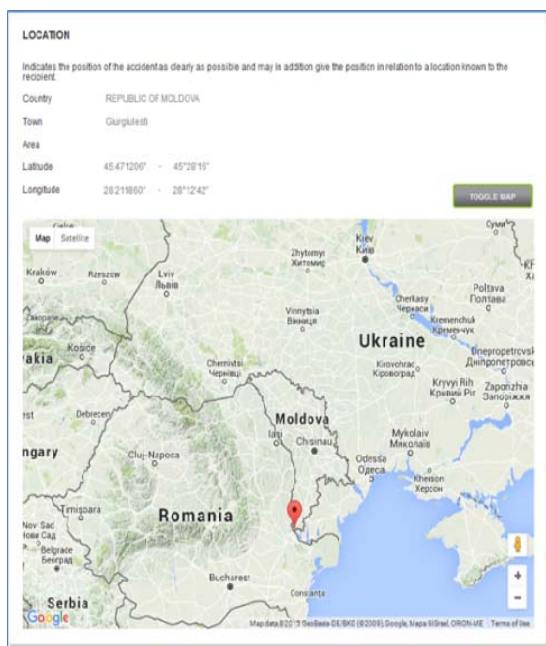 LOCATION
Indicates the position of the accident as clearly as possible and may in addition give the position in relation to a location known to the
recipient.
Country REPUBLIC OF MOLDOVA
Town Giurgiulesti
Area
Latitude 45.471206° - 45°28'16"
Longitude 28.211860° - 28°12'42"
TOGGLE MAP
Map Satellite
Kraków
Rzeszow
Lviv
Львів
Zhytomyr
Житомир
Kiev
Київ
Суми
Poltava
Полтава
Cherkasy
Черкаси
Kremenchuk
Кременчук
Vinnytsia
Вінниця
Ukraine
Košice
akia
Chernivtsi
Чернівці
Kirovohrad
Кіровоград
Dnepropetrovsk
Дніпропетровськ
Kryvyi Rih
Кривий Ріг
Zaporizhia
Запоріжжя
Debrecen
Moldova
Iași
Chisinau
Mykolaiv
Миколаїв
ngary
Cluj-Napoca
Odessa
Одеса
Kherson
Херсон
Timișoara
Romania
Novi Sad
Нови Сад
Belgrade
Београд
Bucharest
Constanța
Serbia
Google
Map data ©2015 GeoBasis-DE/BKG (©2009), Google, Mapa GISrael, ORION-ME Terms of Use